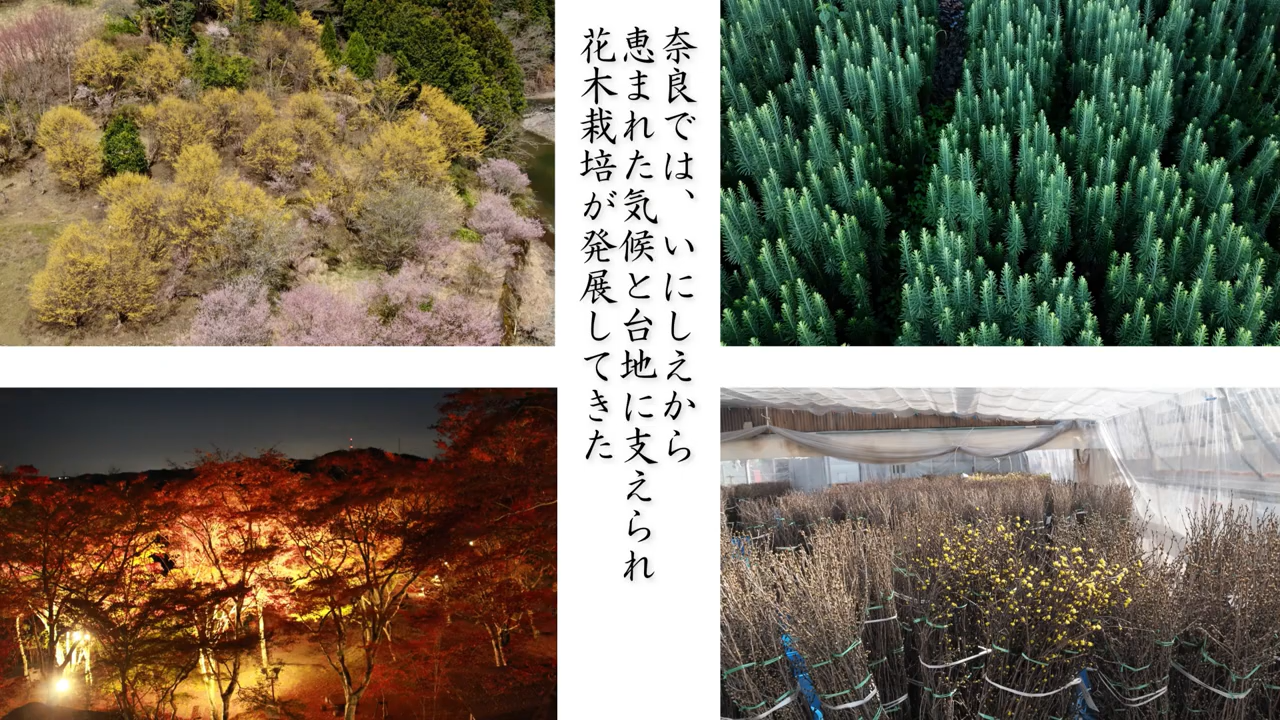 奈良では、いにしえから
恵まれた気候と台地に支えられ
花木栽培が発展してきた